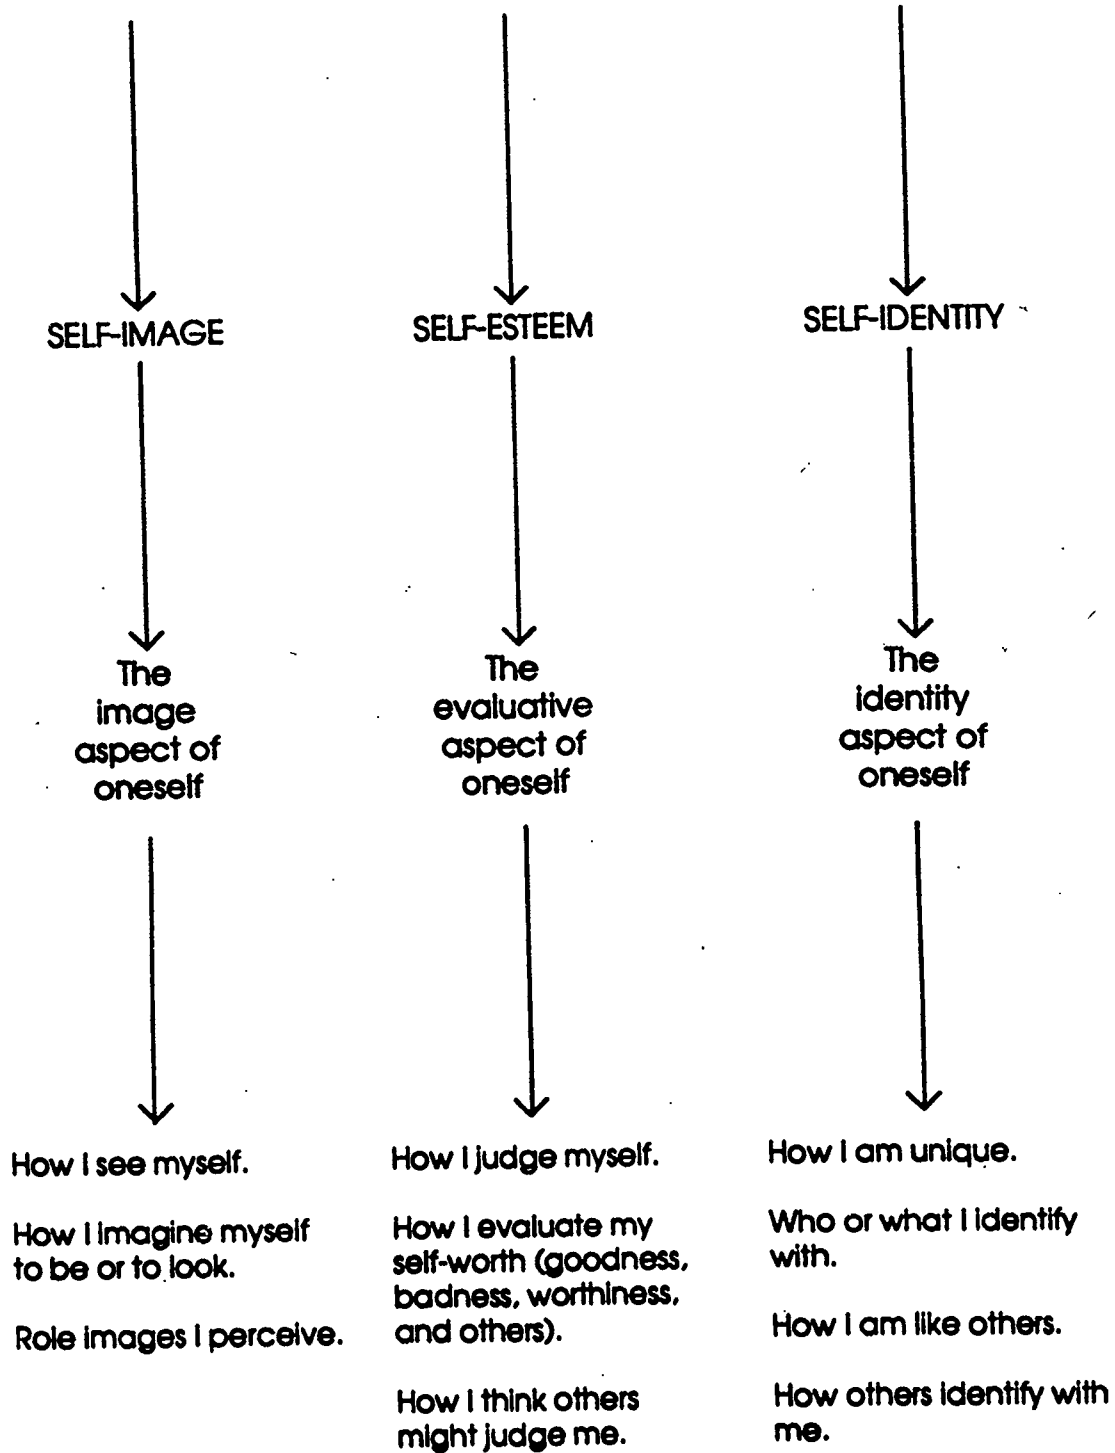 SELF-IMAGE
SELF-ESTEEM
SELF-IDENTITY
The
image
aspect of
oneself
The
evaluative
aspect of
oneself
The
identity
aspect of
oneself
How I see myself.
How I imagine myself
to be or to look.
Role images I perceive.
How I judge myself.
How I evaluate my
self-worth (goodness,
badness, worthiness,
and others).
How I think others
might judge me.
How I am unique.
Who or what I identify
with.
How I am like others.
How others identify with
me.